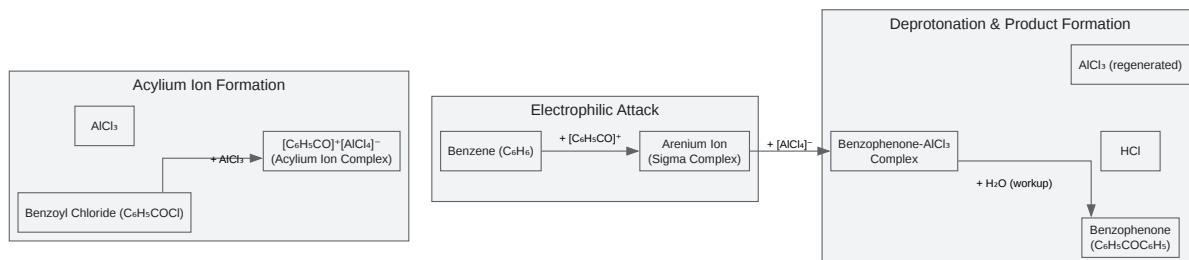 Acylium Ion Formation
AlCl₃
[C₆H₅CO]⁺[AlCl₄]⁻
(Acylium Ion Complex)
+ AlCl₃
Benzoyl Chloride (C₆H₅COCl)
Electrophilic Attack
Benzene (C₆H₆)
+ [C₆H₅CO]⁺
Arenium Ion
(Sigma Complex)
+ [AlCl₄]⁻
Deprotonation & Product Formation
AlCl₃ (regenerated)
Benzophenone-AlCl₃
Complex
HCl
+ H₂O (workup)
Benzophenone
(C₆H₅COC₆H₅)